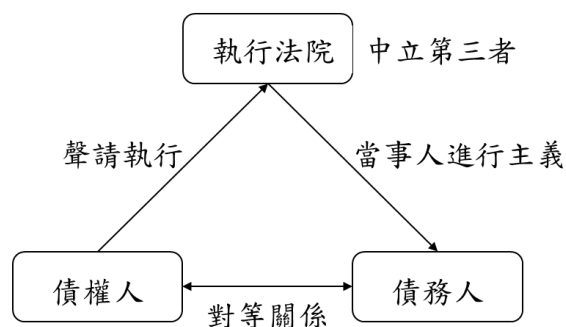 執行法院
中立第三者
聲請執行
當事人進行主義
債權人
債務人
對等關係